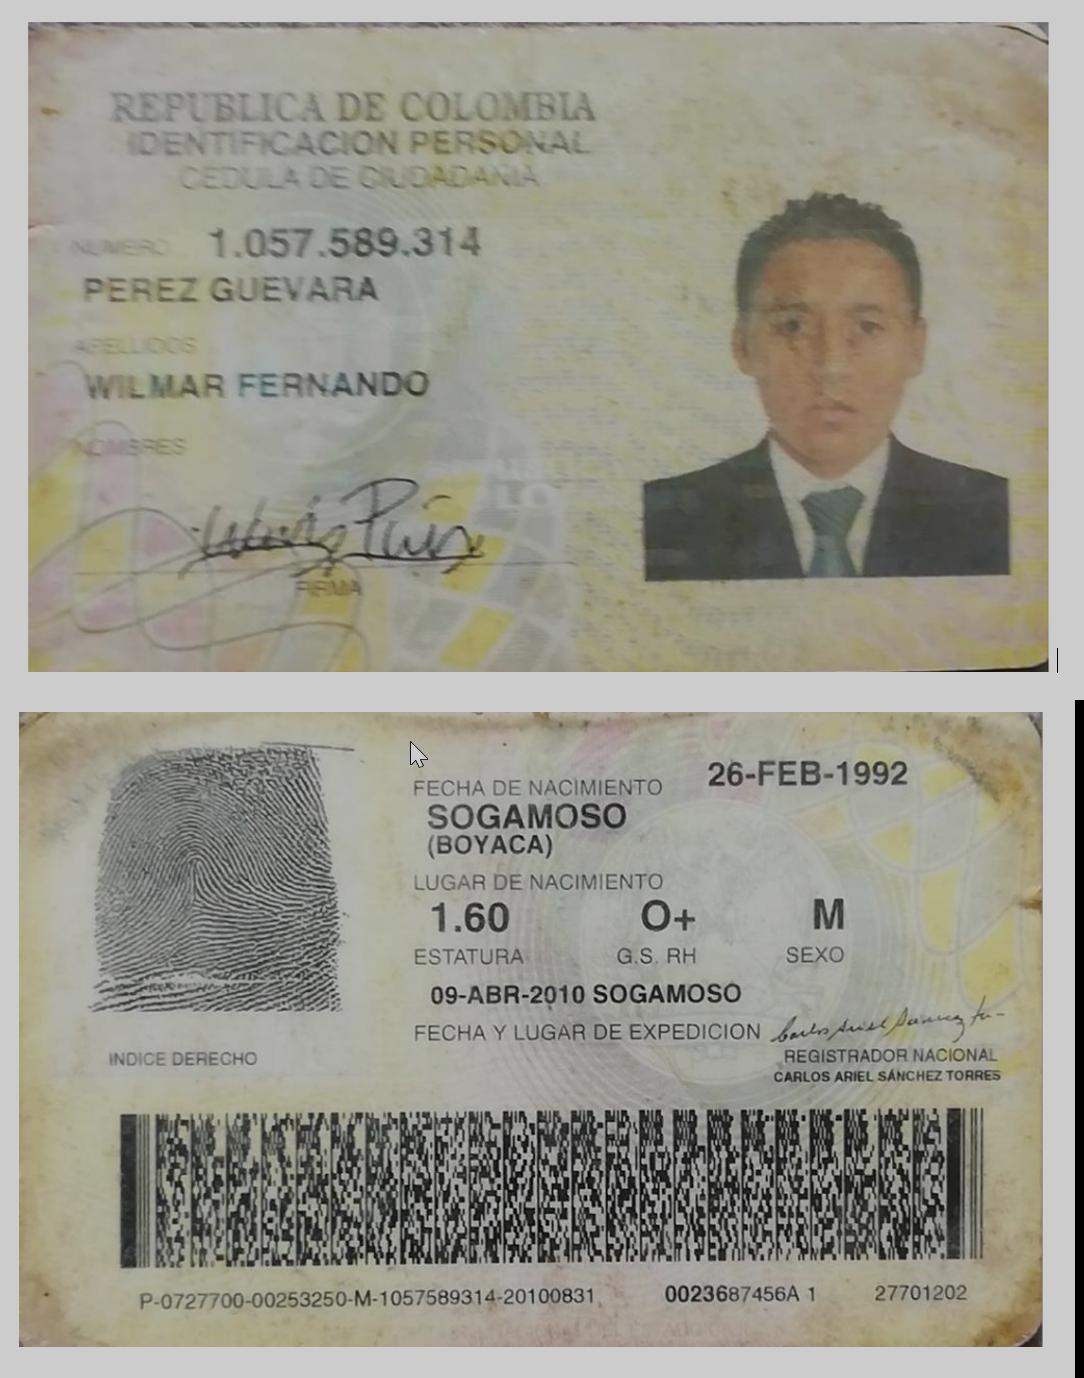 REPUBLICA DE COLOMBIA
IDENTIFICACION PERSONAL
CEDULA DE CIUDADANIA
NUMERO 1.057.589.314
PEREZ GUEVARA
APELLIDOS
WILMAR FERNANDO
NOMBRES
FIRMA
FECHA DE NACIMIENTO 26-FEB-1992
SOGAMOSO
(BOYACA)
LUGAR DE NACIMIENTO
1.60 O+ M
ESTATURA G.S. RH SEXO
09-ABR-2010 SOGAMOSO
FECHA Y LUGAR DE EXPEDICION
INDICE DERECHO
REGISTRADOR NACIONAL
CARLOS ARIEL SÁNCHEZ TORRES
P-0727700-00253250-M-1057589314-20100831 0023687456A 1 27701202